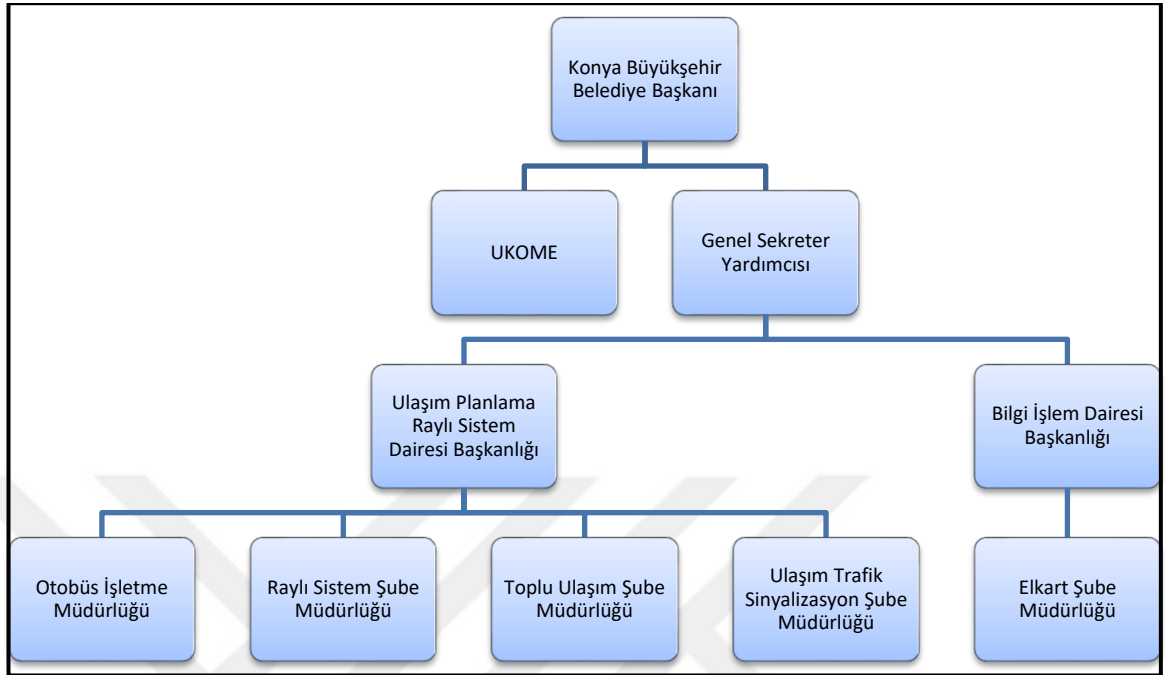 Konya Büyükşehir
Belediye Başkanı
UKOME
Genel Sekreter
Yardımcısı
Ulaşım Planlama
Raylı Sistem
Dairesi Başkanlığı
Bilgi İşlem Dairesi
Başkanlığı
Otobüs İşletme
Müdürlüğü
Raylı Sistem Şube
Müdürlüğü
Toplu Ulaşım Şube
Müdürlüğü
Ulaşım Trafik
Sinyalizasyon Şube
Müdürlüğü
Elkart Şube
Müdürlüğü